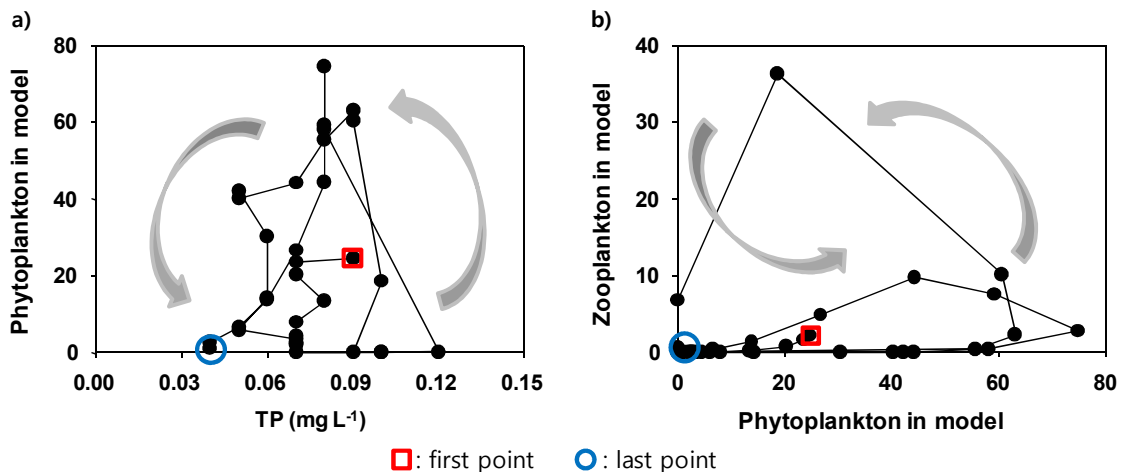 a)
80
60
40
20
0
0.00 0.03 0.06 0.09 0.12 0.15
Phytoplankton in model
TP (mg L⁻¹)
b)
40
30
20
10
0
0 20 40 60 80
Zooplankton in model
Phytoplankton in model
: first point : last point